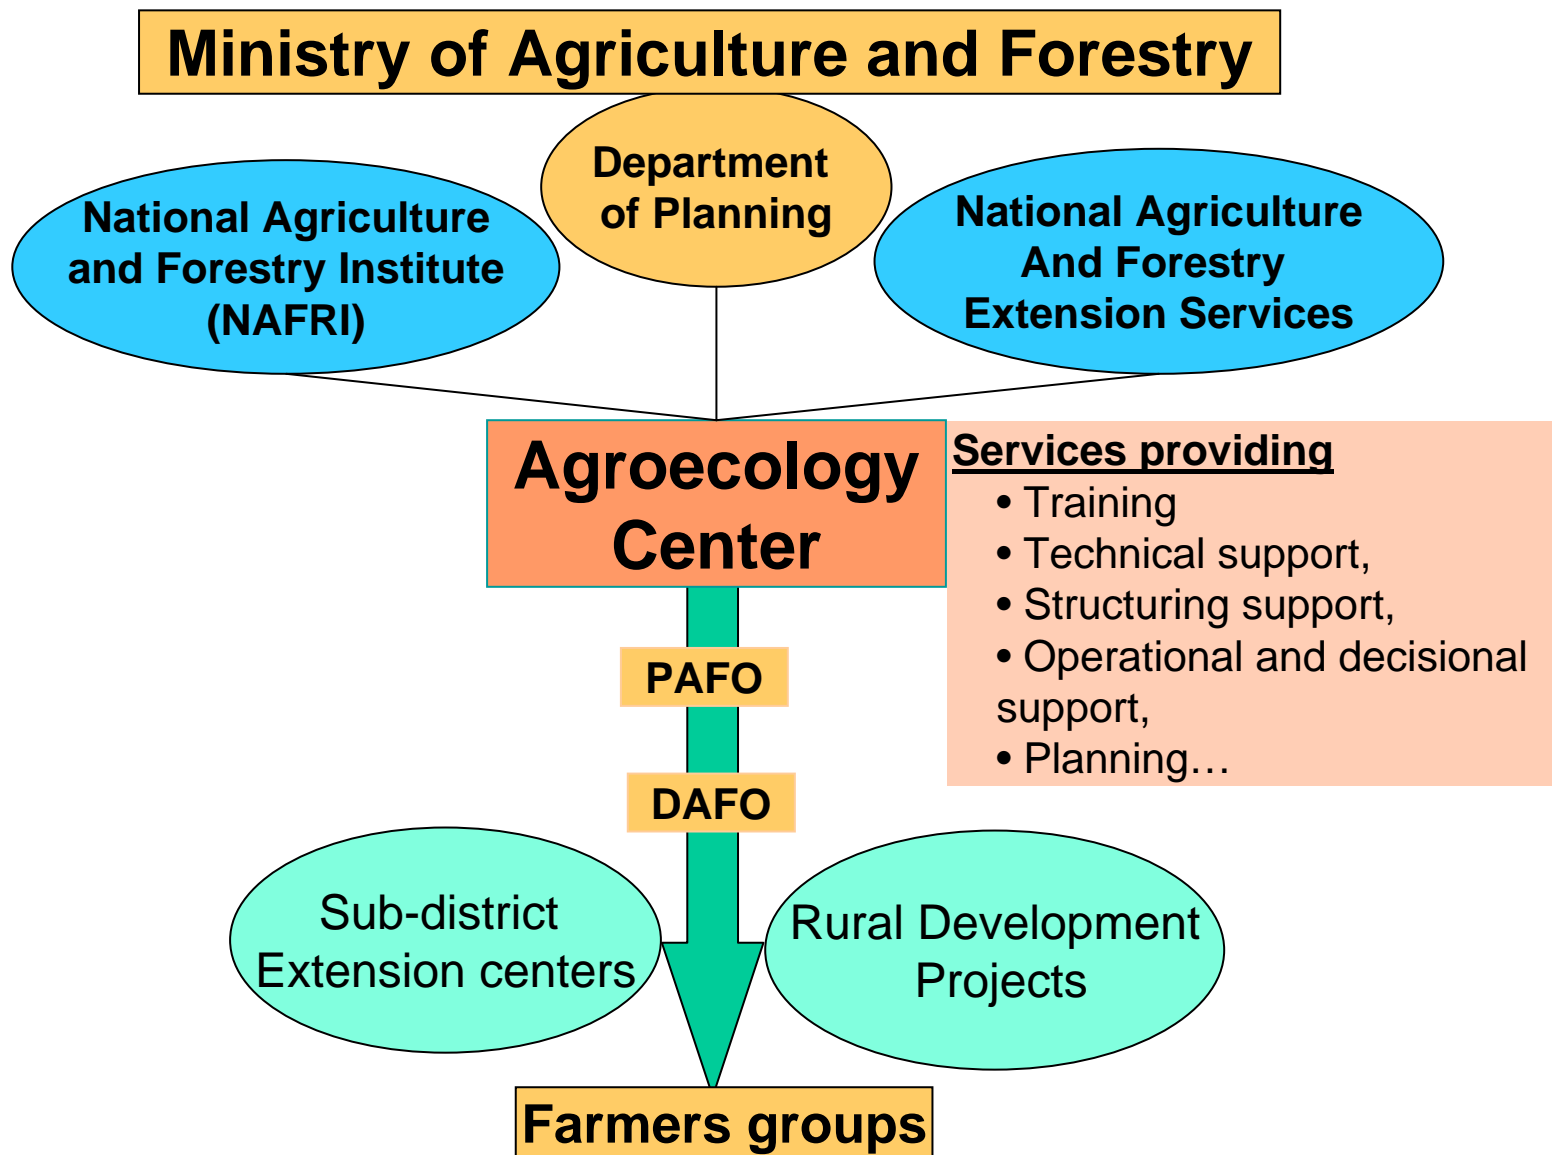 Ministry of Agriculture and Forestry
Department
of Planning
National Agriculture
and Forestry Institute
(NAFRI)
National Agriculture
And Forestry
Extension Services
Agroecology
Center
Services providing
• Training
• Technical support,
• Structuring support,
• Operational and decisional
support,
• Planning…
PAFO
DAFO
Sub-district
Extension centers
Rural Development
Projects
Farmers groups